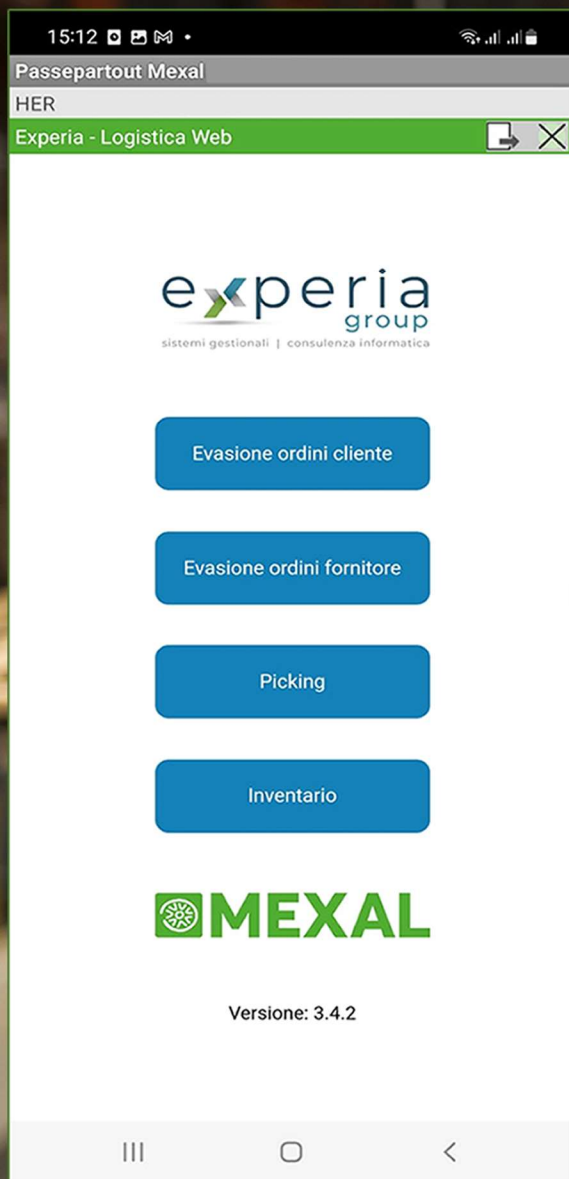 15:12
Passepartout Mexal
HER
Experia - Logistica Web
experia
group
sistemi gestionali | consulenza informatica
Evasione ordini cliente
Evasione ordini fornitore
Picking
Inventario
MEXAL
Versione: 3.4.2